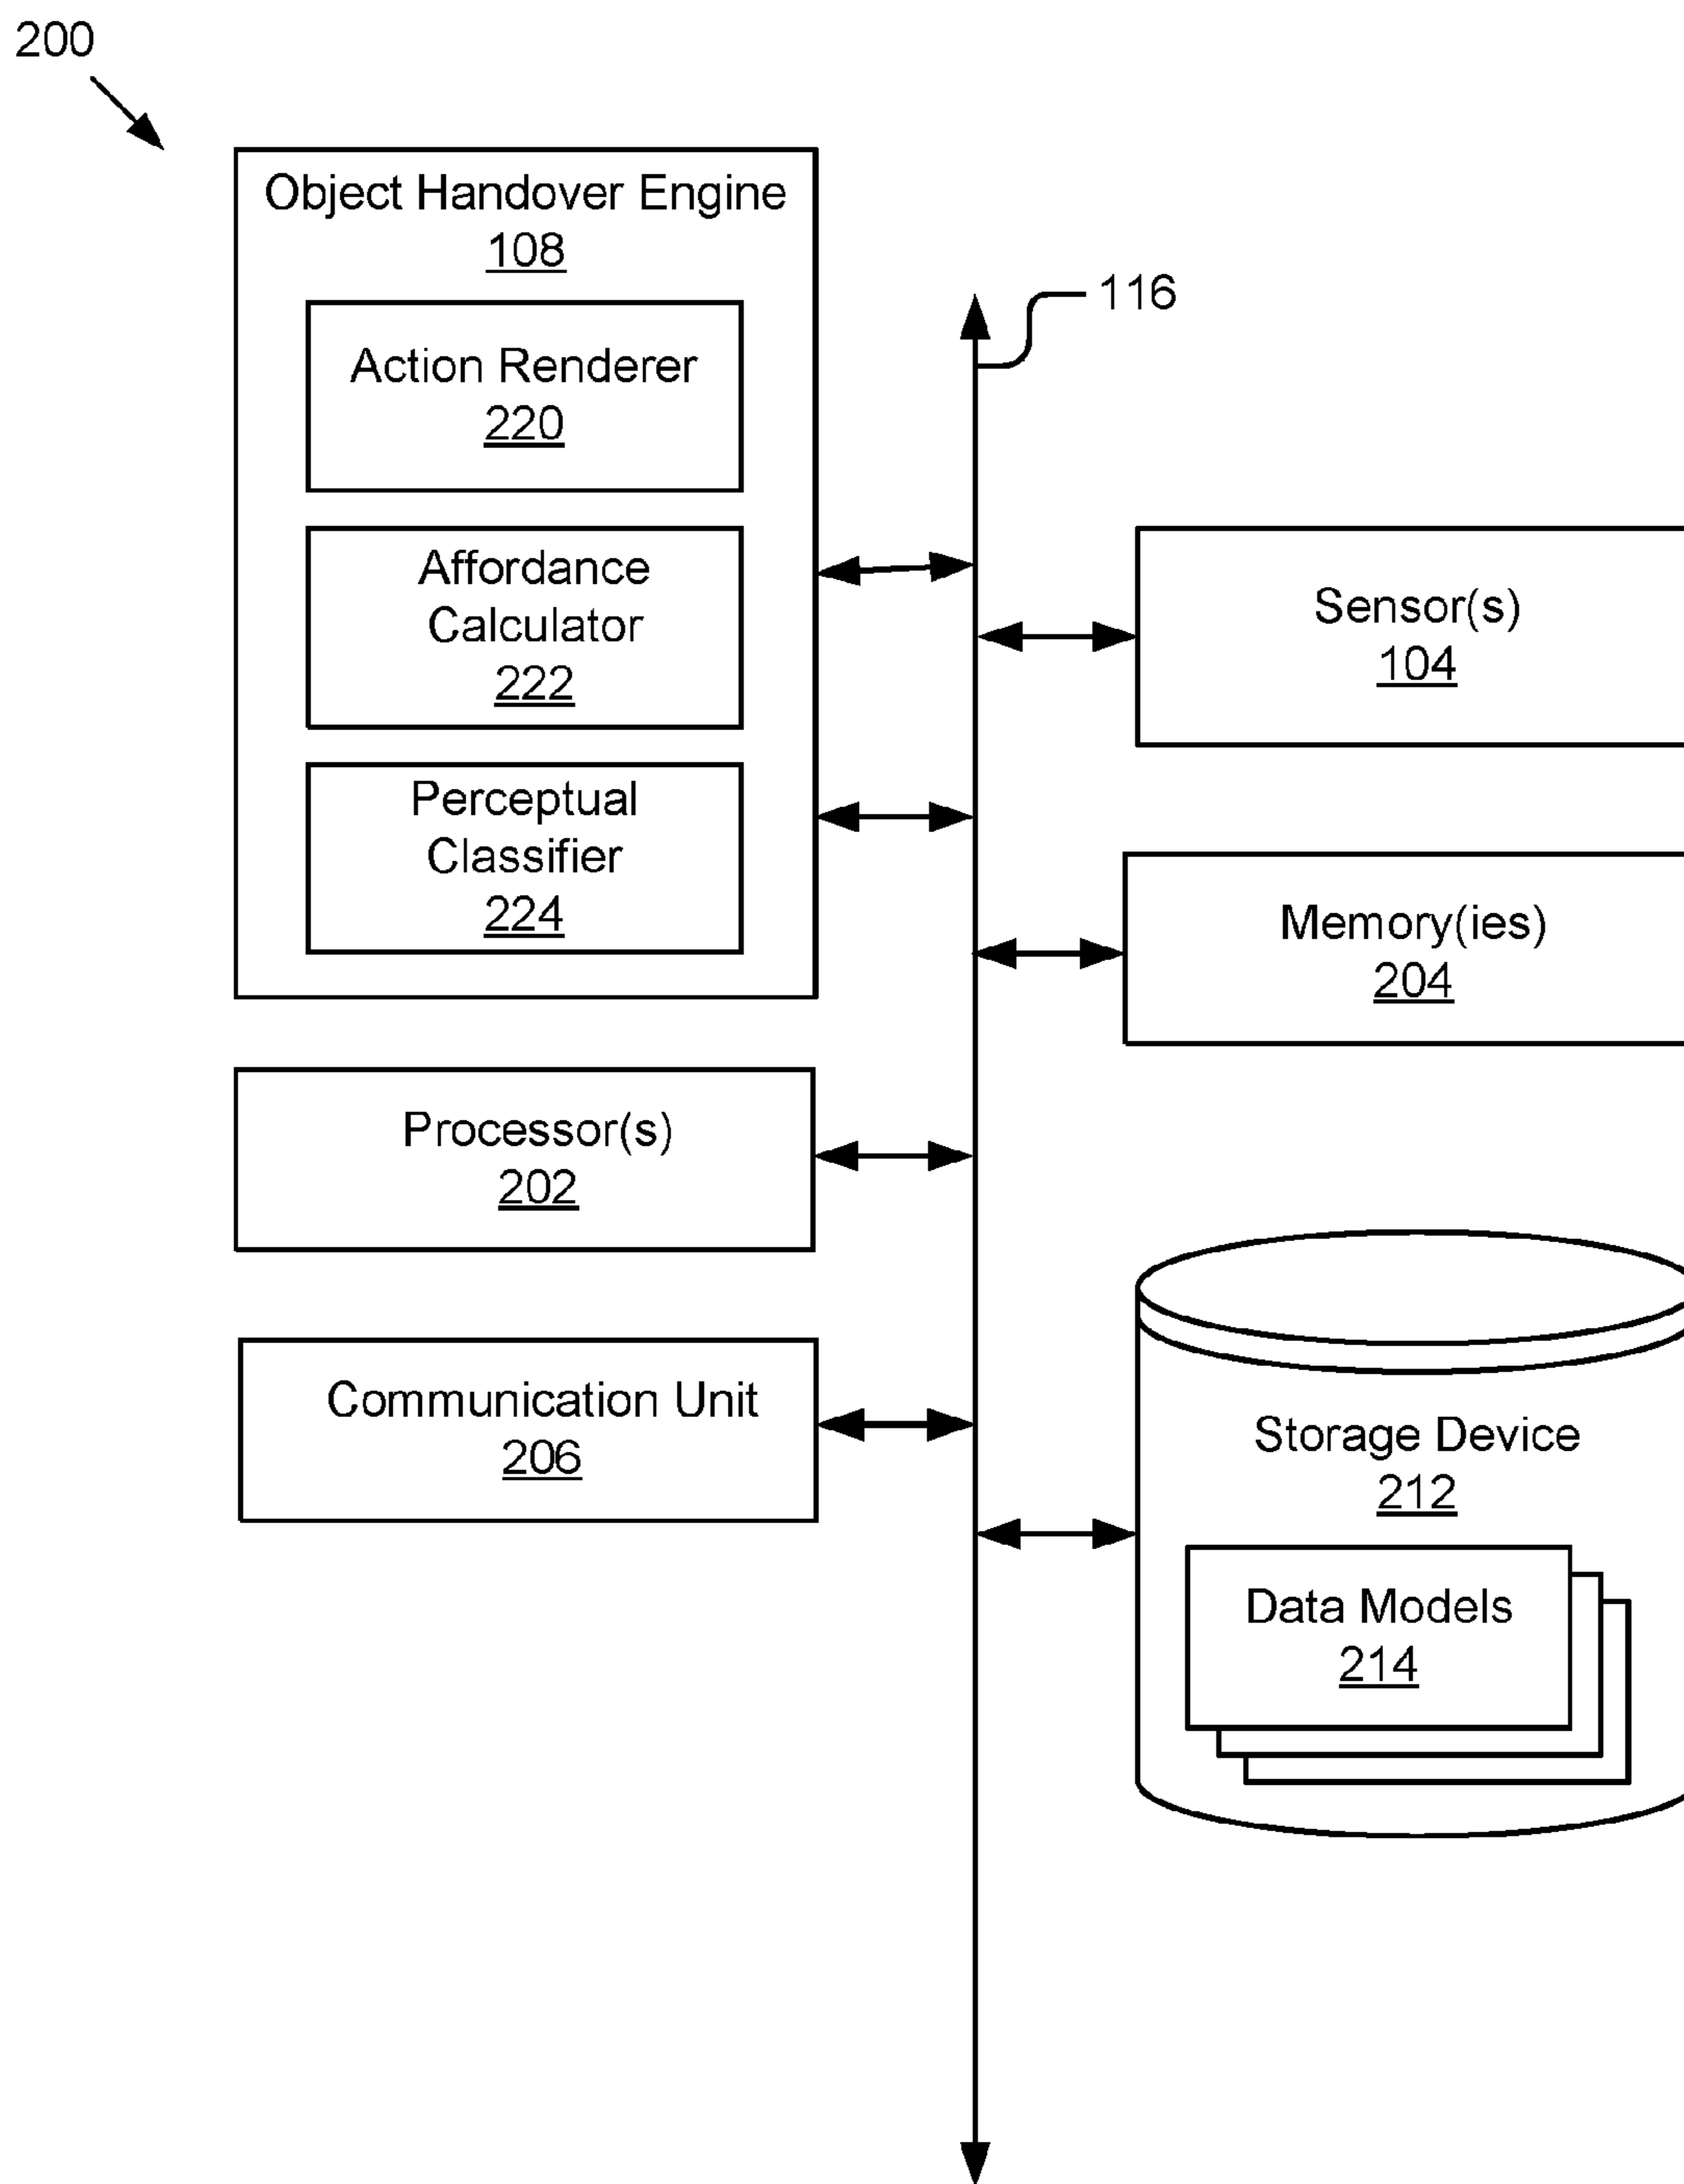 200
Object Handover Engine
108
Action Renderer
220
Affordance
Calculator
222
Perceptual
Classifier
224
Processor(s)
202
Communication Unit
206
116
Sensor(s)
104
Memory(ies)
204
Storage Device
212
Data Models
214